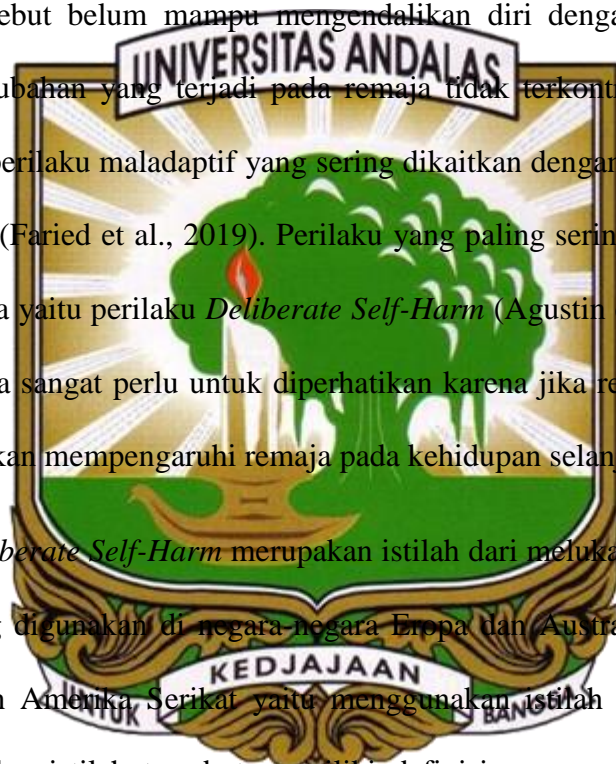 ebut belum mampu mengendalikan diri denga
UNIVERSITAS ANDALAS
ubahan yang terjadi pada remaja tidak terkont
perilaku maladaptif yang sering dikaitkan dengan
(Faried et al., 2019). Perilaku yang paling serin
a yaitu perilaku Deliberate Self-Harm (Agustin
a sangat perlu untuk diperhatikan karena jika re
kan mempengaruhi remaja pada kehidupan selanj
berate Self-Harm merupakan istilah dari meluka
g digunakan di negara-negara Eropa dan Austra
KEDJAJAAN
n Amerika Serikat yaitu menggunakan istilah
UNTUK BANGSA